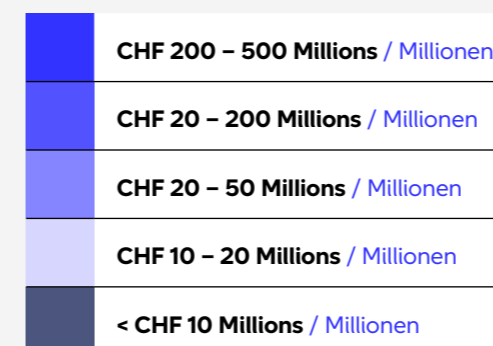 CHF 200 – 500 Millions / Millionen
CHF 20 – 200 Millions / Millionen
CHF 20 – 50 Millions / Millionen
CHF 10 – 20 Millions / Millionen
< CHF 10 Millions / Millionen